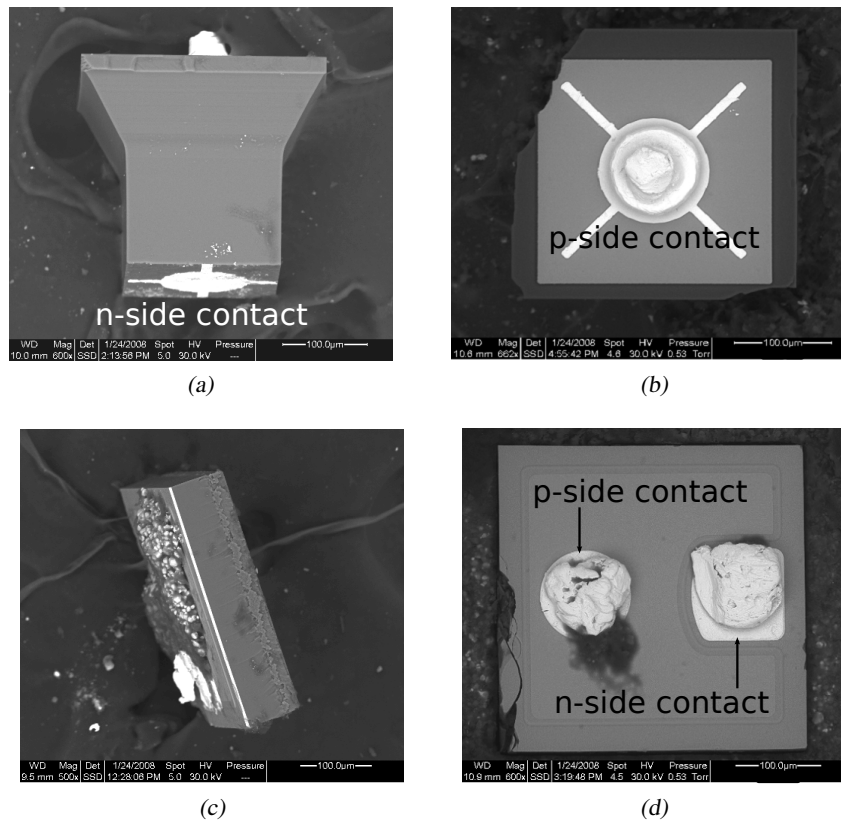 n-side contact
WD Mag Det 1/24/2008 Spot HV Pressure 100.0µm
10.0 mm 600x SSD 2:13:56 PM 5.0 30.0 kV ---
(a)
p-side contact
WD Mag Det 1/24/2008 Spot HV Pressure 100.0µm
10.6 mm 662x SSD 4:55:42 PM 4.6 30.0 kV 0.53 Torr
(b)
WD Mag Det 1/24/2008 Spot HV Pressure 100.0µm
9.5 mm 500x SSD 12:28:06 PM 5.0 30.0 kV ---
(c)
p-side contact
n-side contact
WD Mag Det 1/24/2008 Spot HV Pressure 100.0µm
10.9 mm 600x SSD 3:19:48 PM 4.5 30.0 kV 0.53 Torr
(d)